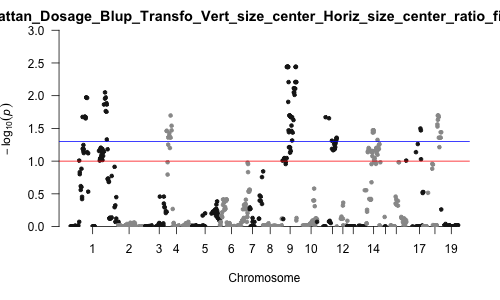 attan_Dosage_Blup_Transfo_Vert_size_center_Horiz_size_center_ratio_fi
3.0
2.5
2.0
1.5
1.0
0.5
0.0
− log10(p)
1 2 3 4 5 6 7 8 9 10 12 14 17 19
Chromosome